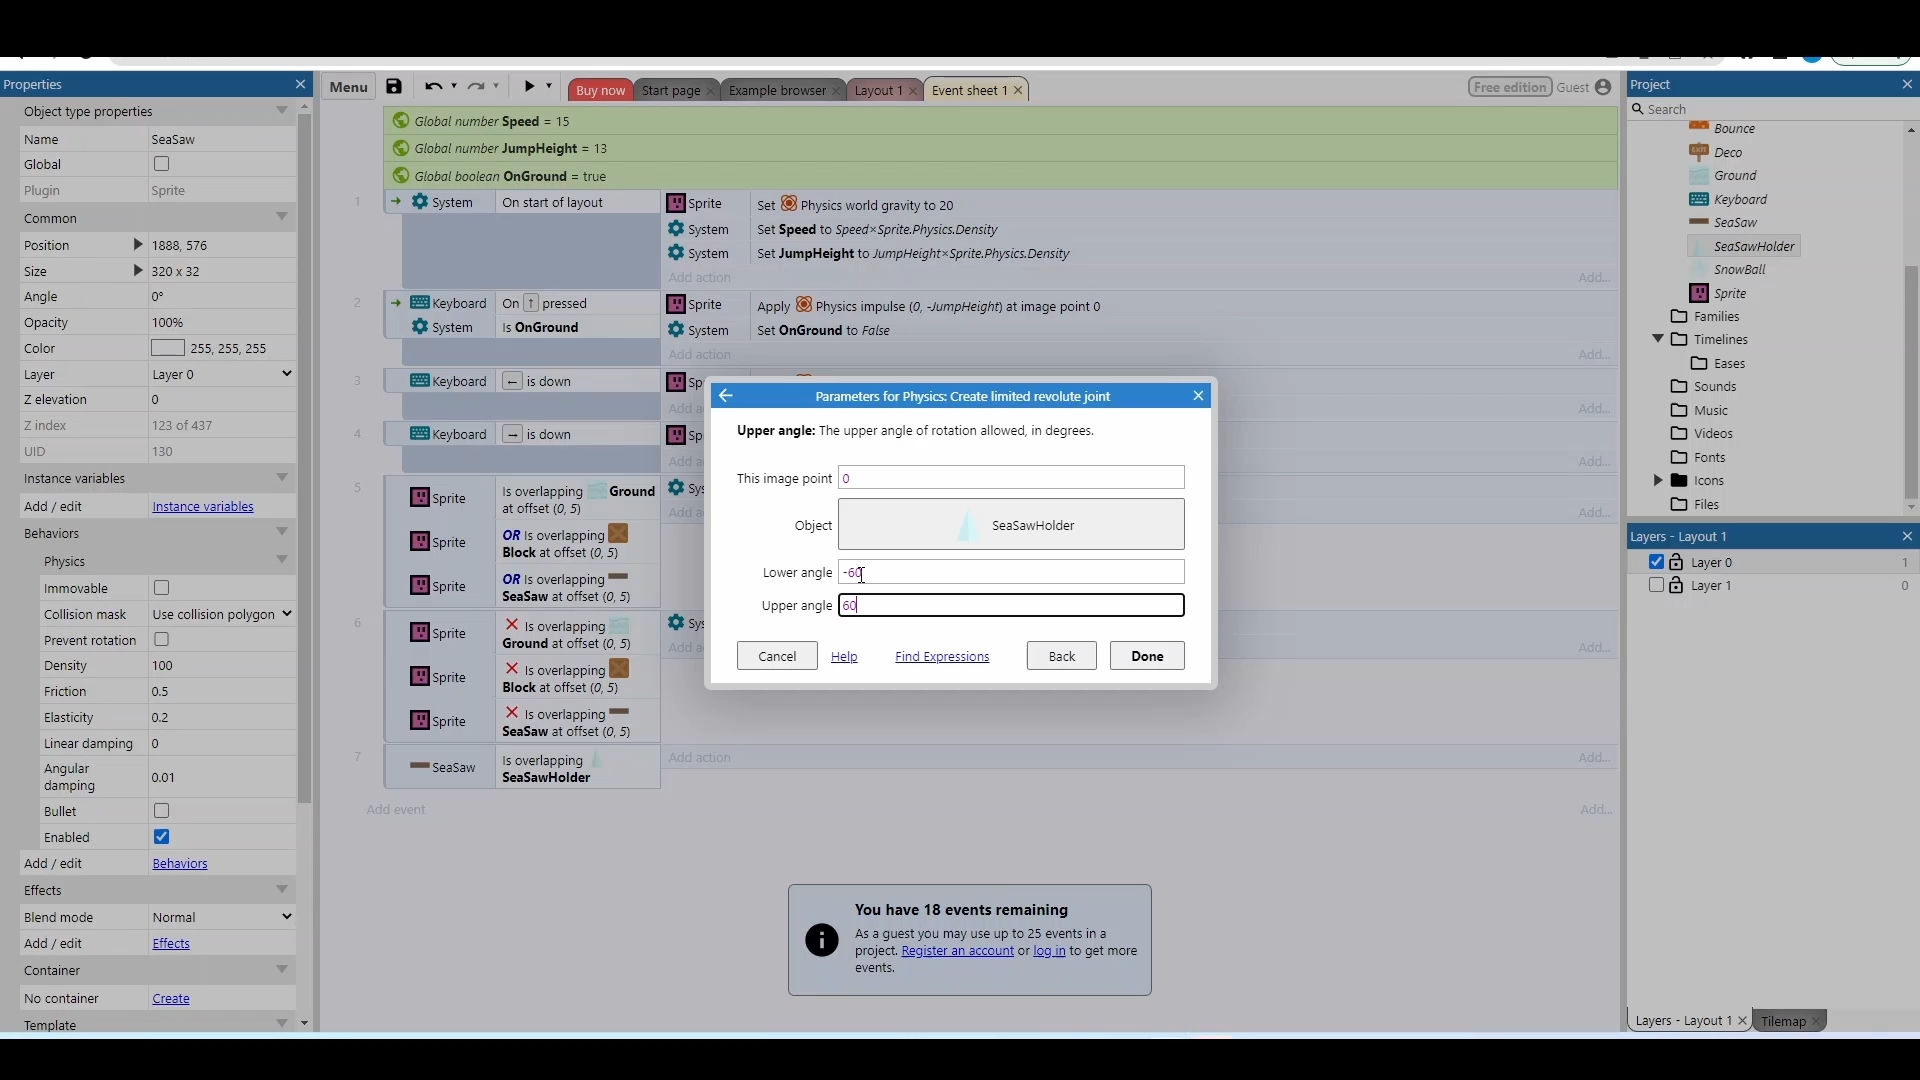 Properties
Object type properties
Name SeaSaw
Global
Plugin Sprite
Common
Position 1888, 576
Size 320 x 32
Angle 0°
Opacity 100%
Color 255, 255, 255
Layer Layer 0
Z elevation 0
Z index 123 of 437
UID 130
Instance variables
Add / edit Instance variables
Behaviors
Physics
Immovable
Collision mask Use collision polygon
Prevent rotation
Density 100
Friction 0.5
Elasticity 0.2
Linear damping 0
Angular
damping 0.01
Bullet
Enabled
Add / edit Behaviors
Effects
Blend mode Normal
Add / edit Effects
Container
No container Create
Template
Menu
Buy now Start page Example browser Layout 1 Event sheet 1
Free edition Guest
Global number Speed = 15
Global number JumpHeight = 13
Global boolean OnGround = true
1 System On start of layout Sprite Set Physics world gravity to 20
System Set Speed to Speed×Sprite.Physics.Density
System Set JumpHeight to JumpHeight×Sprite.Physics.Density
Add action Add...
2 Keyboard On ↑ pressed Sprite Apply Physics impulse (0, -JumpHeight) at image point 0
System Is OnGround System Set OnGround to False
Add action Add...
3 Keyboard ← is down Sp
Add a Add...
4 Keyboard → is down Sp
Add a Add...
5 Sprite Is overlapping Ground
at offset (0, 5) Sys
Add a Add...
Sprite OR Is overlapping
Block at offset (0, 5)
Sprite OR Is overlapping
SeaSaw at offset (0, 5)
6 Sprite Is overlapping
Ground at offset (0, 5) Sys
Add a Add...
Sprite Is overlapping
Block at offset (0, 5)
Sprite Is overlapping
SeaSaw at offset (0, 5)
7 SeaSaw Is overlapping
SeaSawHolder Add action Add...
Add event Add...
Parameters for Physics: Create limited revolute joint
Upper angle: The upper angle of rotation allowed, in degrees.
This image point 0
Object SeaSawHolder
Lower angle -60
Upper angle 60
Cancel Help Find Expressions Back Done
You have 18 events remaining
As a guest you may use up to 25 events in a
project. Register an account or log in to get more
events.
Project
Search
Bounce
EXIT Deco
Ground
Keyboard
SeaSaw
SeaSawHolder
SnowBall
Sprite
Families
Timelines
Eases
Sounds
Music
Videos
Fonts
Icons
Files
Layers - Layout 1
Layer 0 1
Layer 1 0
Layers - Layout 1 Tilemap